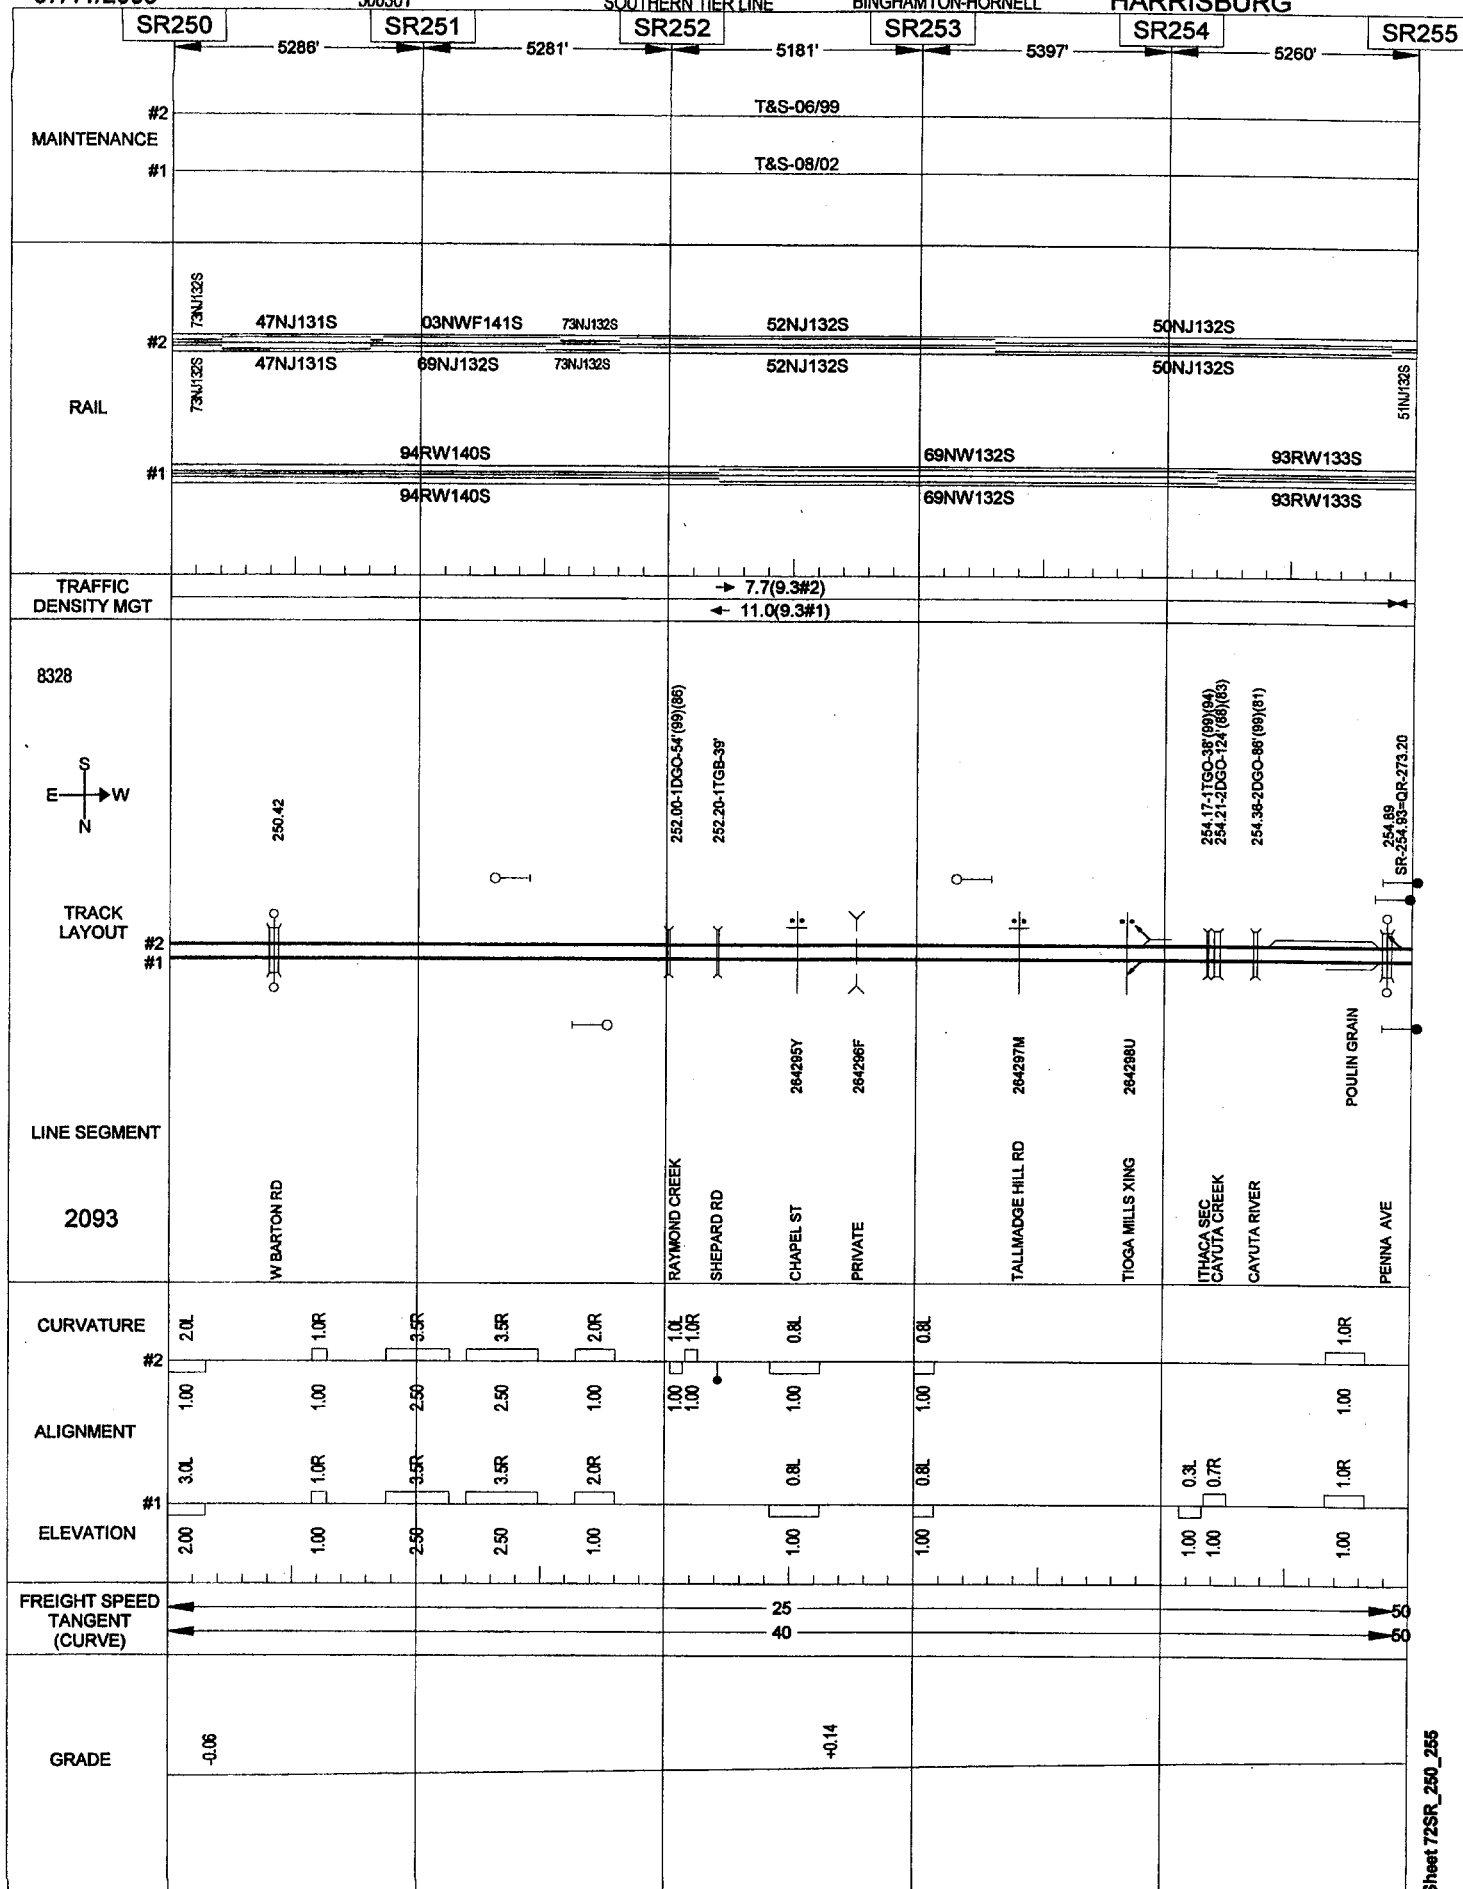 SOUTHERN TIER LINE BINGHAMTON-HORNELL HARRISBURG
SR250 SR251 SR252 SR253 SR254 SR255
5286' 5281' 5181' 5397' 5260'
#2 T&S-06/99
MAINTENANCE
#1 T&S-08/02
73NJ132S
47NJ131S 03NWF141S 73NJ132S 52NJ132S 50NJ132S
#2
47NJ131S 69NJ132S 73NJ132S 52NJ132S 50NJ132S
73NJ132S
51NJ132S
RAIL
94RW140S 69NW132S 93RW133S
#1
94RW140S 69NW132S 93RW133S
TRAFFIC
DENSITY MGT
7.7(9.3#2)
11.0(9.3#1)
8328
S
E W
N
250.42
252.00-1DGO-54'(99)(86)
252.20-1TGB-39'
254.17-1TGO-38'(99)(94)
254.21-2DGO-124'(88)(83)
254.36-2DGO-86'(99)(81)
254.89
SR-254.93=QR-273.20
TRACK
LAYOUT
#2
#1
264295Y
264296F
264297M
264298U
POULIN GRAIN
LINE SEGMENT
2093
W BARTON RD
RAYMOND CREEK
SHEPARD RD
CHAPEL ST
PRIVATE
TALLMADGE HILL RD
TIOGA MILLS XING
ITHACA SEC
CAYUTA CREEK
CAYUTA RIVER
PENNA AVE
CURVATURE
2.0L 1.0R 3.5R 3.5R 2.0R 1.0L 1.0R 0.8L 0.8L 1.0R
#2
1.00 1.00 2.50 2.50 1.00 1.00 1.00 1.00 1.00 1.00
ALIGNMENT
3.0L 1.0R 3.5R 3.5R 2.0R 0.8L 0.8L 0.3L 0.7R 1.0R
#1
ELEVATION
2.00 1.00 2.50 2.50 1.00 1.00 1.00 1.00 1.00 1.00
FREIGHT SPEED
TANGENT
(CURVE)
25 50
40 50
GRADE
-0.06 +0.14
Sheet 72SR_250_255